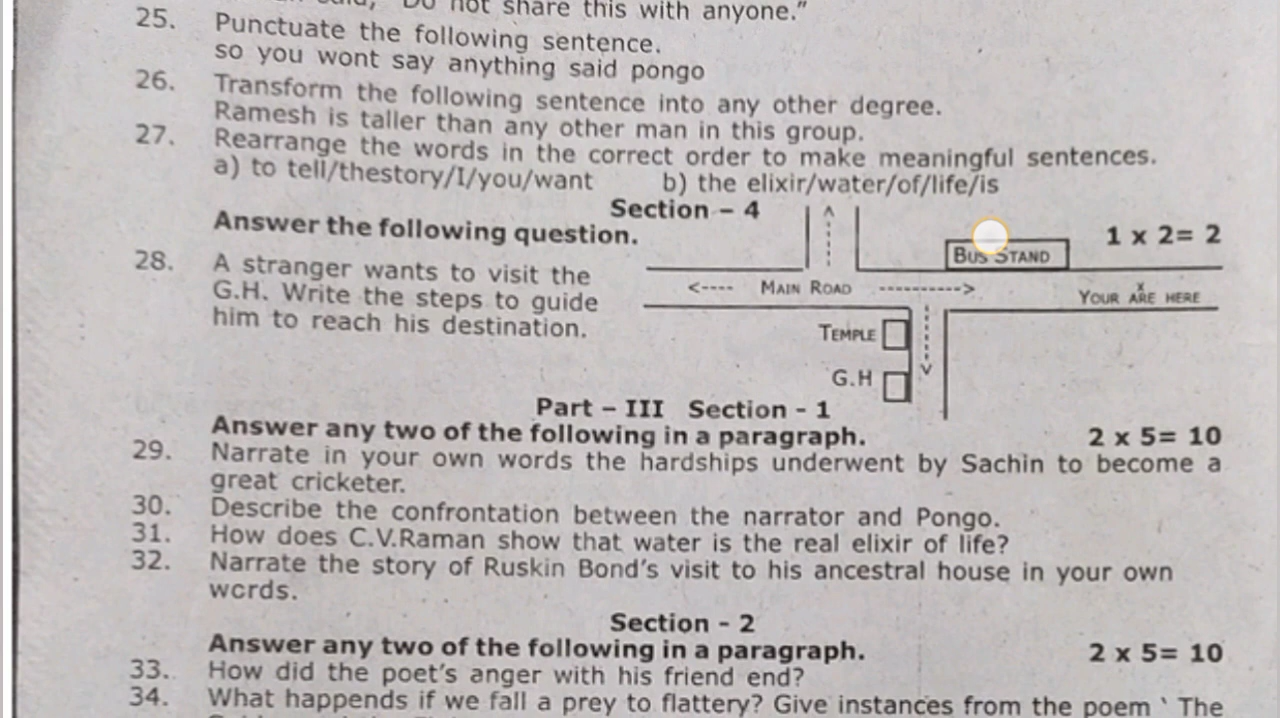 said, "Do not share this with anyone."
25. Punctuate the following sentence.
so you wont say anything said pongo
26. Transform the following sentence into any other degree.
Ramesh is taller than any other man in this group.
27. Rearrange the words in the correct order to make meaningful sentences.
a) to tell/thestory/I/you/want b) the elixir/water/of/life/is
Section – 4
Answer the following question. 1 x 2= 2
28. A stranger wants to visit the
G.H. Write the steps to guide
him to reach his destination.
BUS STAND
<---- MAIN ROAD ---------->
x
YOUR ARE HERE
TEMPLE
G.H
Part – III Section - 1
Answer any two of the following in a paragraph. 2 x 5= 10
29. Narrate in your own words the hardships underwent by Sachin to become a
great cricketer.
30. Describe the confrontation between the narrator and Pongo.
31. How does C.V.Raman show that water is the real elixir of life?
32. Narrate the story of Ruskin Bond's visit to his ancestral house in your own
words.
Section - 2
Answer any two of the following in a paragraph. 2 x 5= 10
33. How did the poet's anger with his friend end?
34. What happends if we fall a prey to flattery? Give instances from the poem ` The